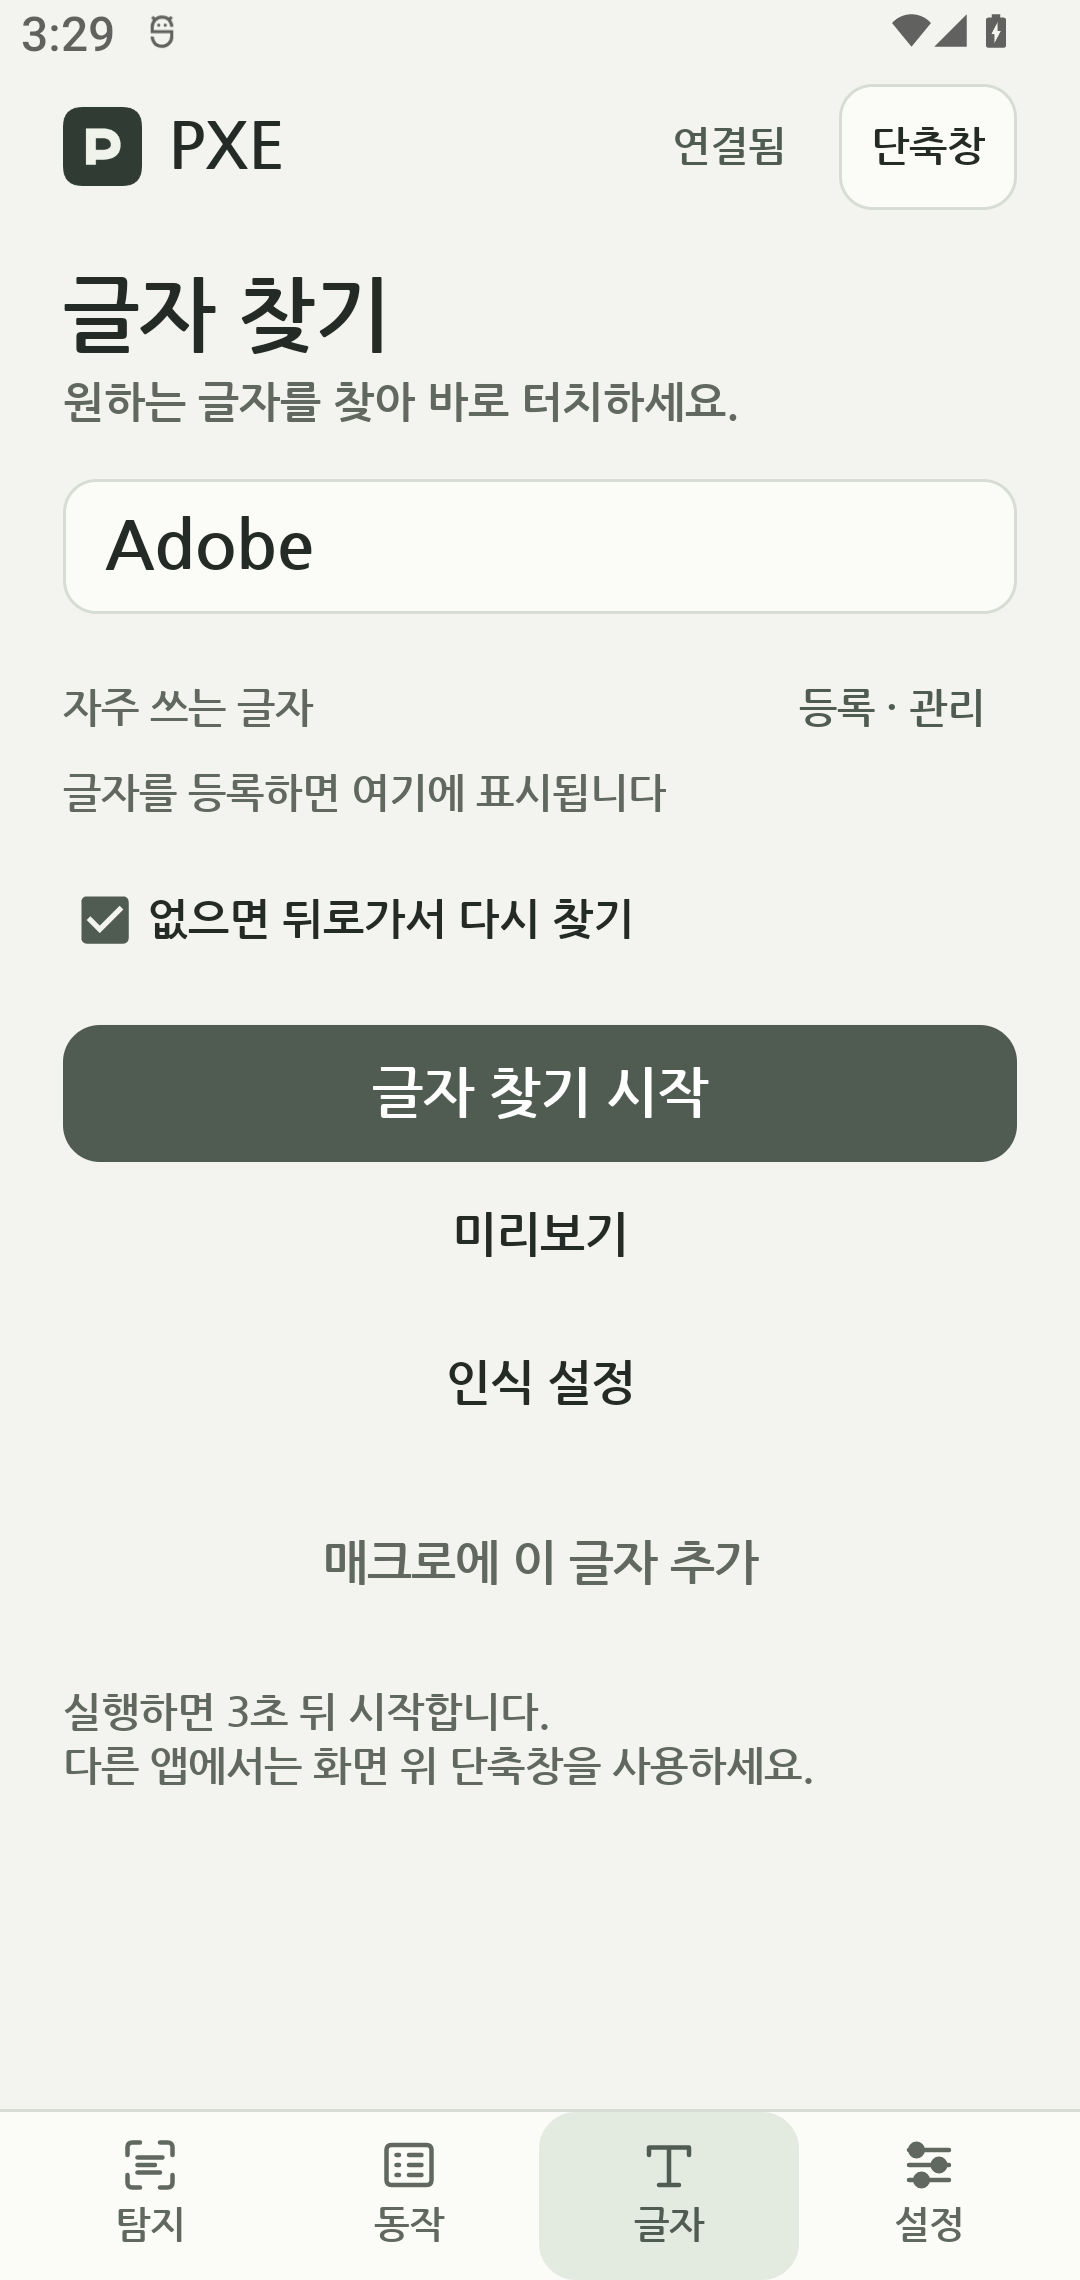 3:29
PXE
연결됨
단축창
글자 찾기
원하는 글자를 찾아 바로 터치하세요.
Adobe
자주 쓰는 글자
등록 · 관리
글자를 등록하면 여기에 표시됩니다
없으면 뒤로가서 다시 찾기
글자 찾기 시작
미리보기
인식 설정
매크로에 이 글자 추가
실행하면 3초 뒤 시작합니다.
다른 앱에서는 화면 위 단축창을 사용하세요.
탐지
동작
글자
설정